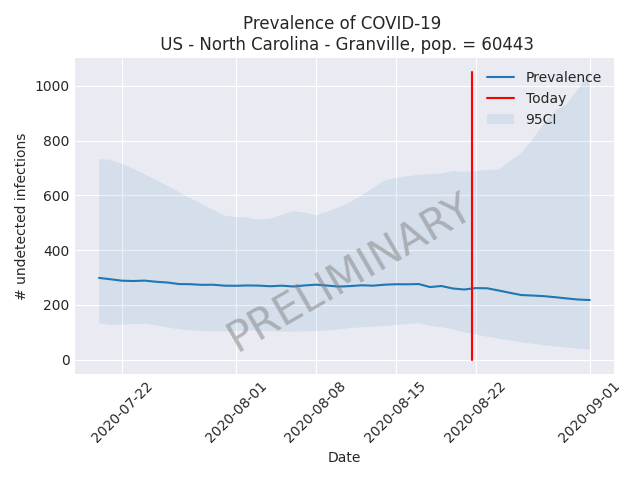 Prevalence of COVID-19
US - North Carolina - Granville, pop. = 60443
Prevalence
Today
95CI
1000
800
600
400
200
0
# undetected infections
PRELIMINARY
2020-07-22
2020-08-01
2020-08-08
2020-08-15
2020-08-22
2020-09-01
Date